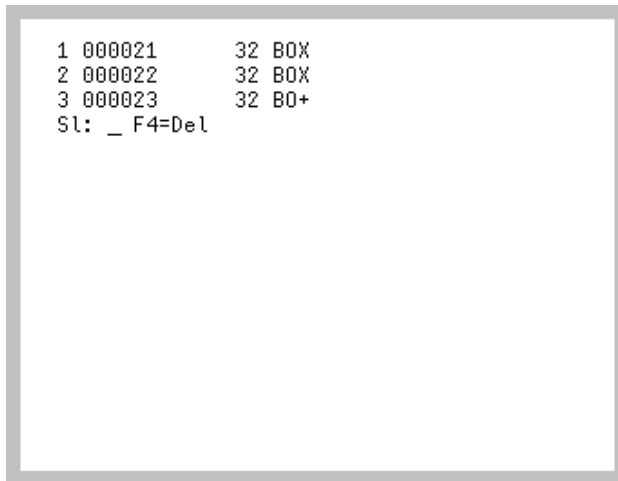 1 000021 32 BOX
2 000022 32 BOX
3 000023 32 BO+
Sl: _ F4=Del